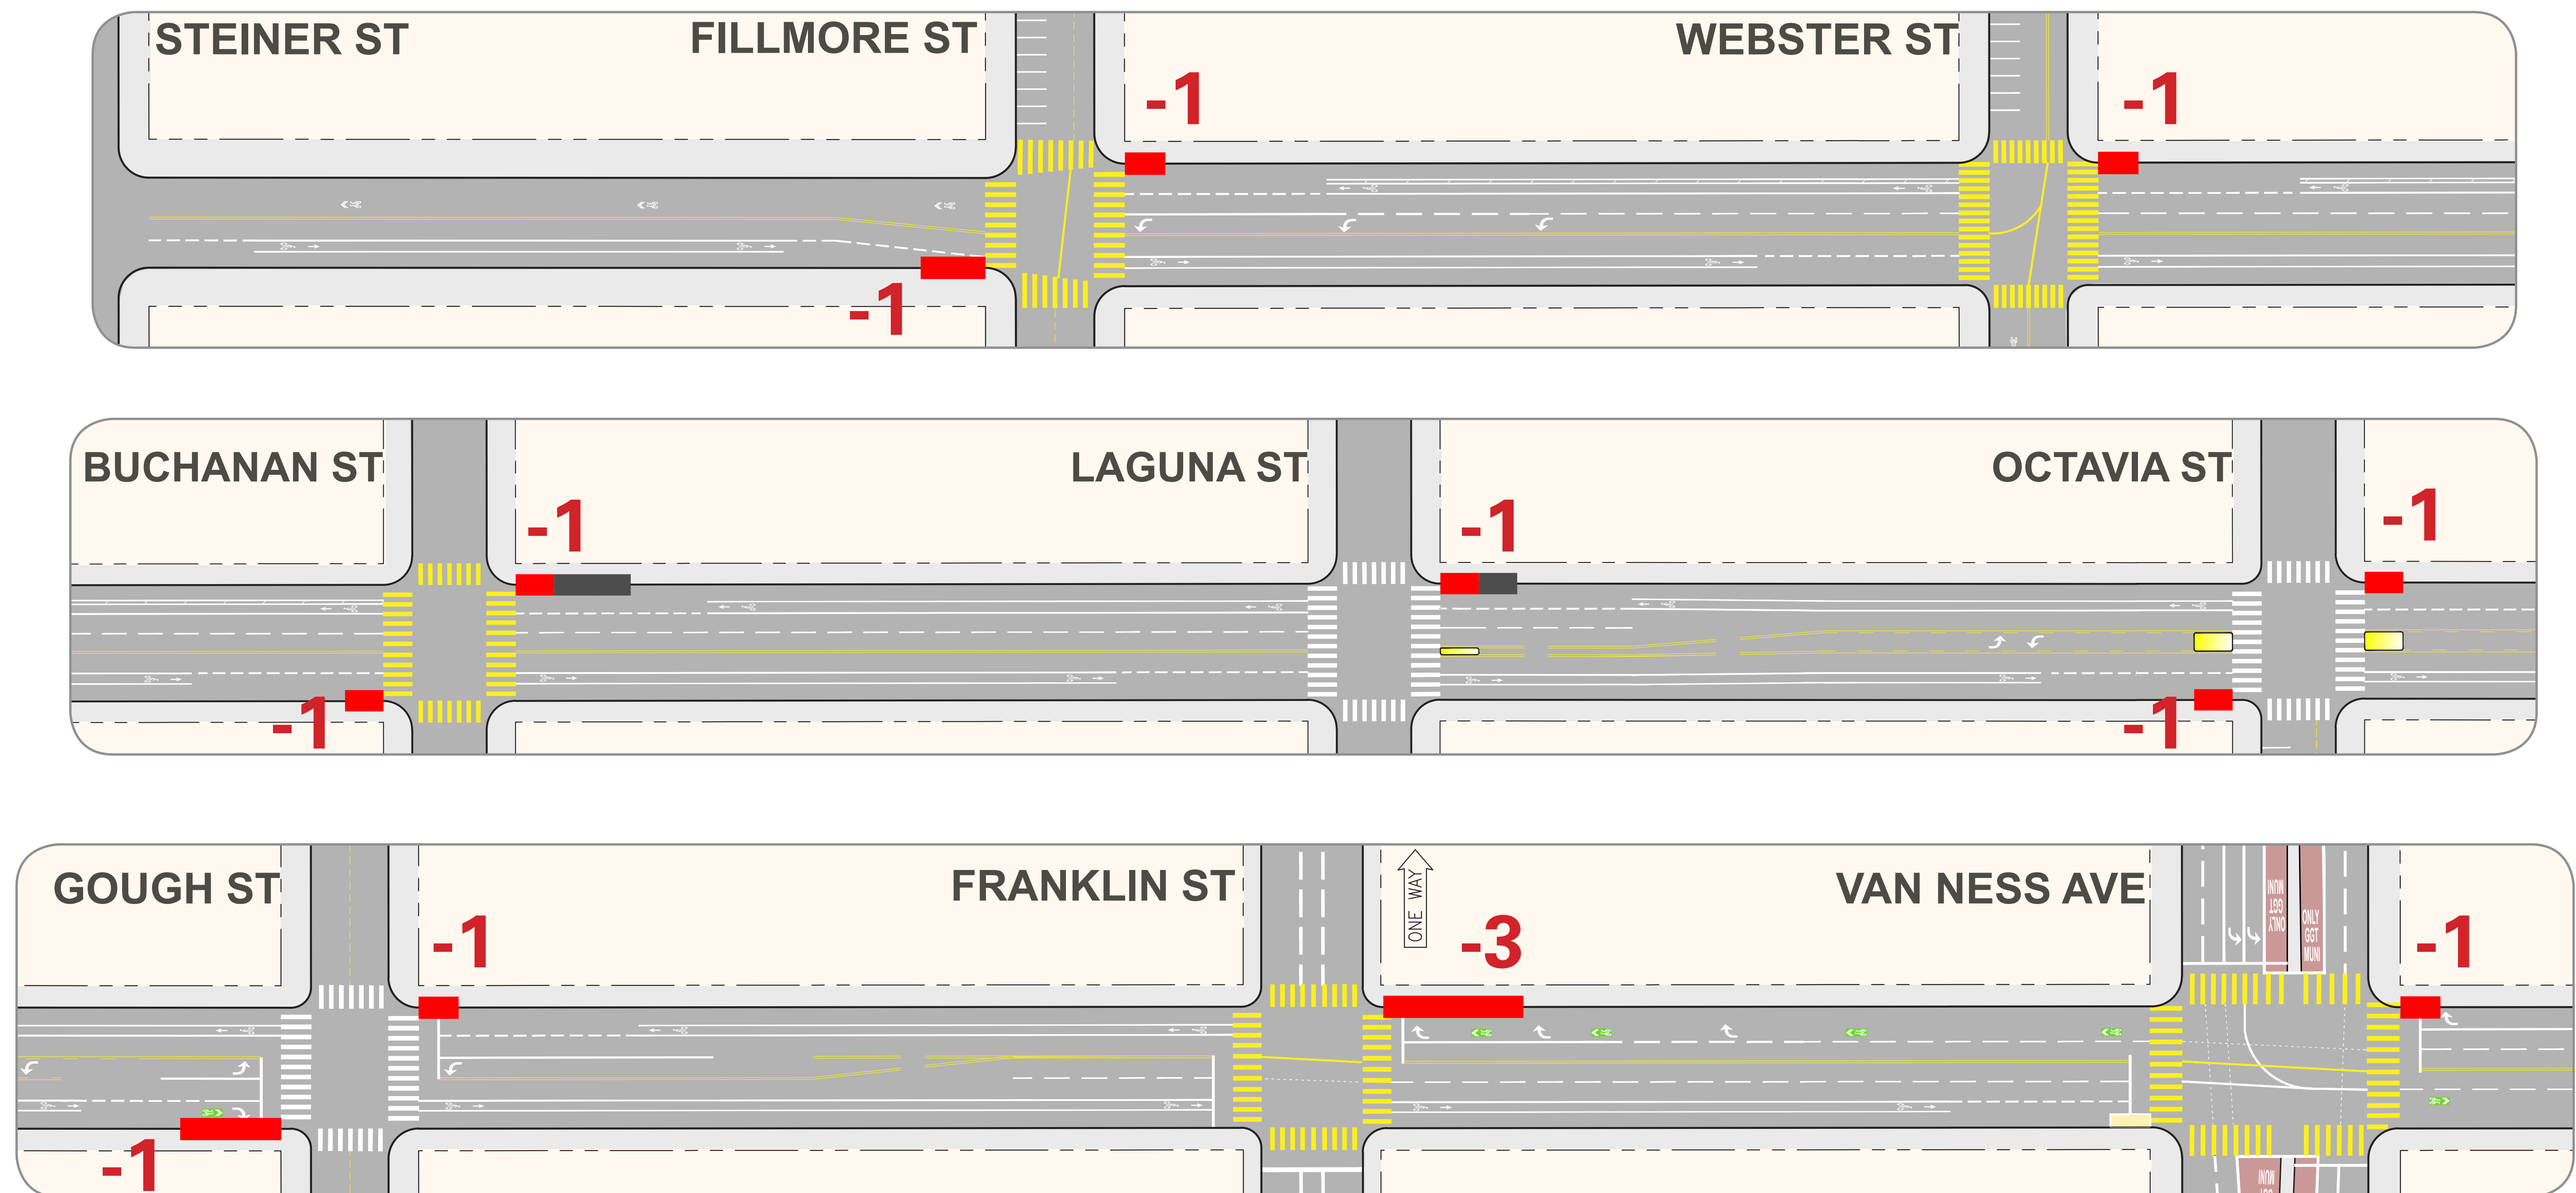 STEINER ST
FILLMORE ST
WEBSTER ST
-1
-1
-1
BUCHANAN ST
LAGUNA ST
OCTAVIA ST
-1
-1
-1
-1
-1
GOUGH ST
FRANKLIN ST
ONE WAY
VAN NESS AVE
MUNI
GGT
ONLY
ONLY
GGT
MUNI
-1
-3
-1
-1
MUNI